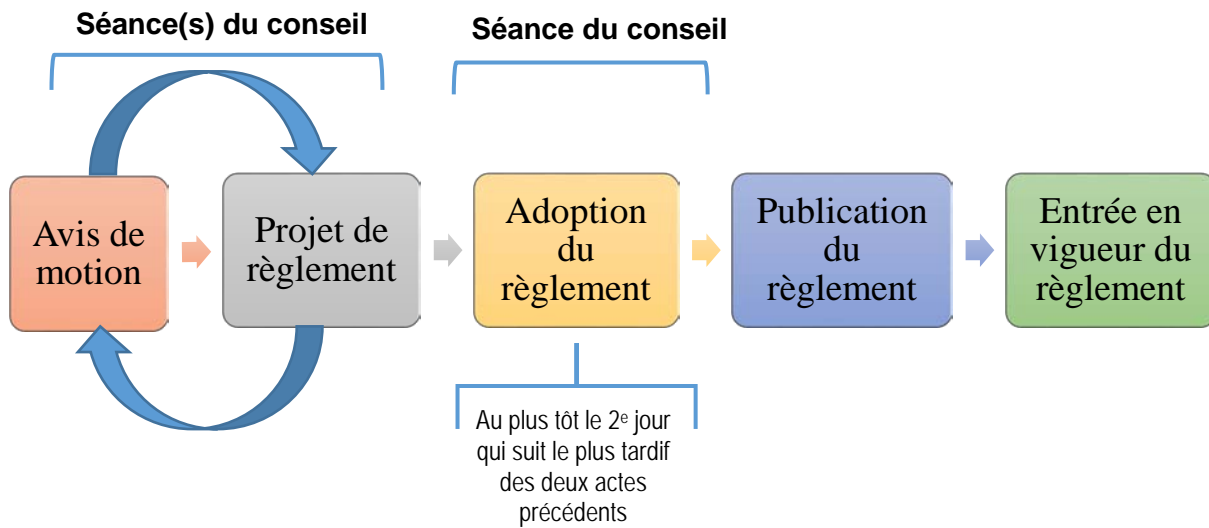 Séance(s) du conseil
Séance du conseil
Avis de
motion
Projet de
règlement
Adoption
du
règlement
Publication
du
règlement
Entrée en
vigueur du
règlement
Au plus tôt le 2e jour
qui suit le plus tardif
des deux actes
précédents